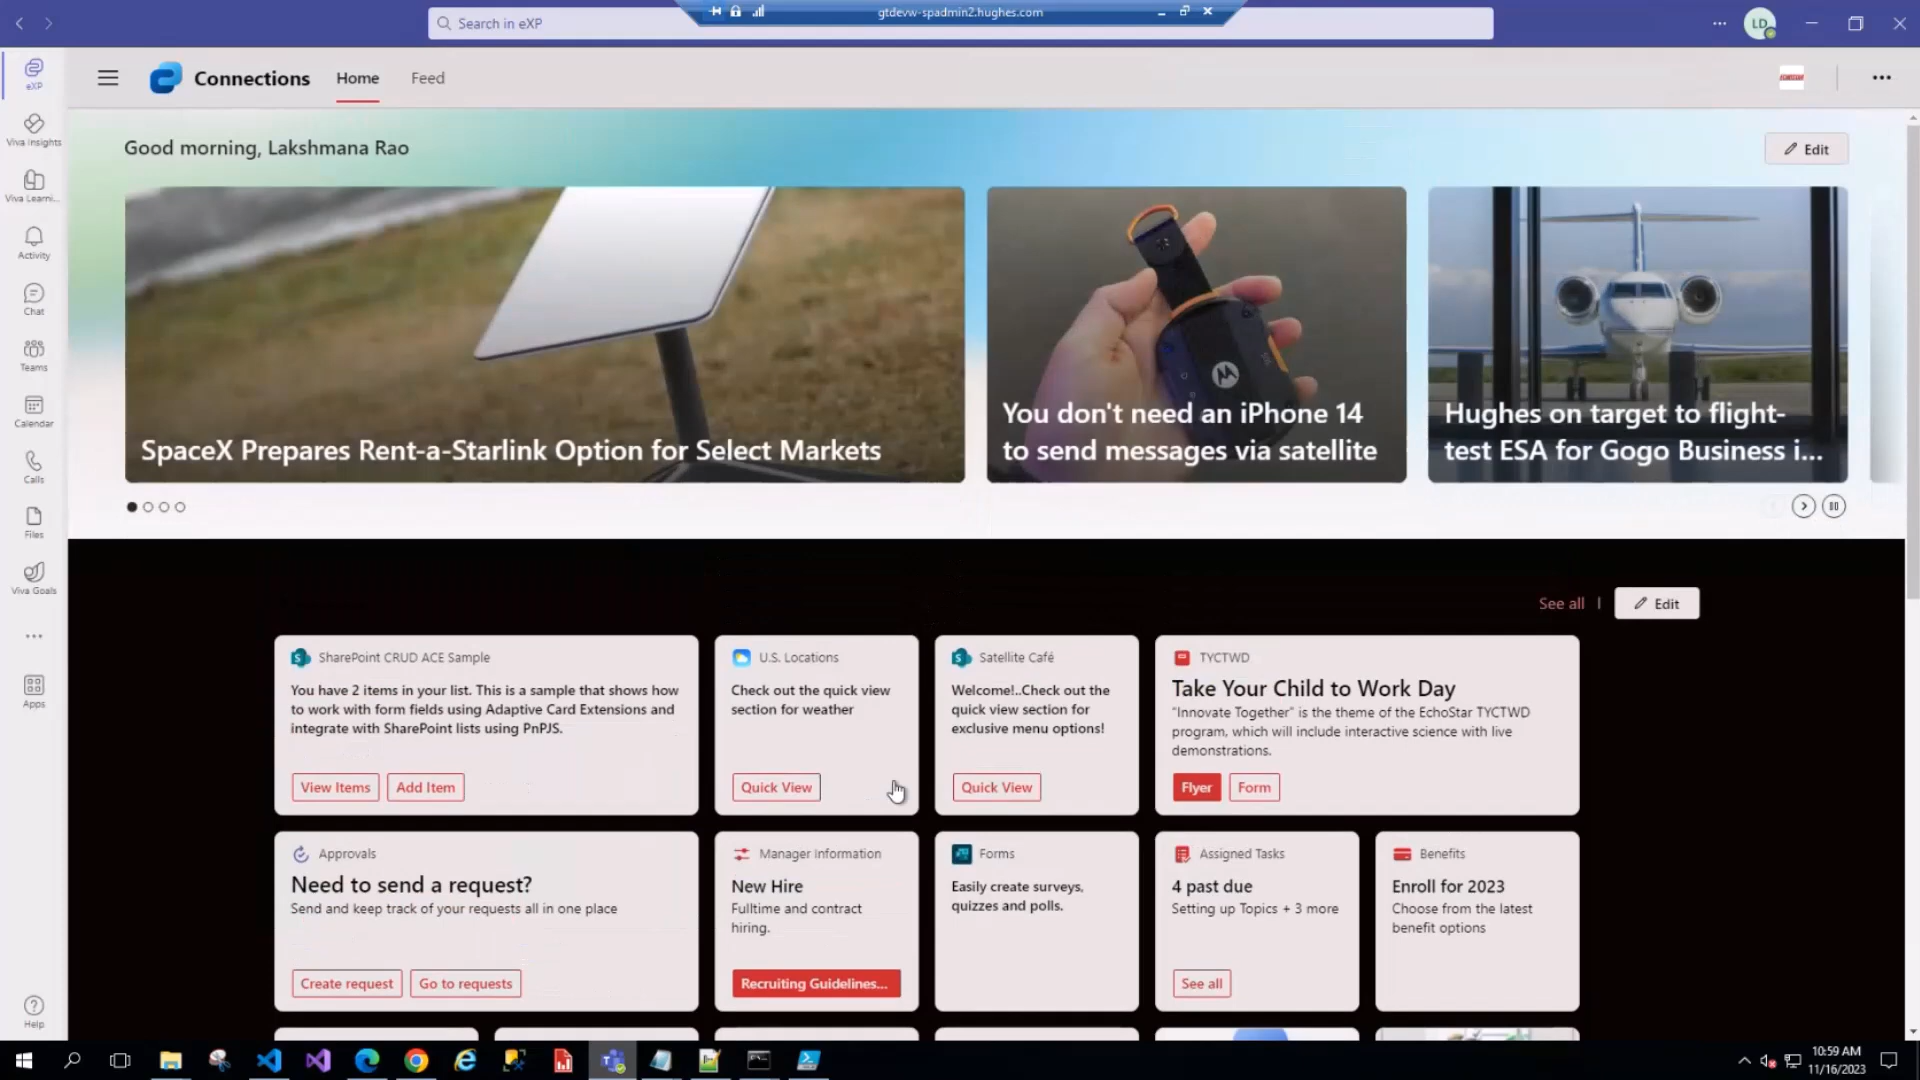 gtdevw-spadmin2.hughes.com
Search in eXP
LD
eXP
Connections
Home
Feed
ECHOSTAR
Viva Insights
Viva Learni...
Activity
Chat
Teams
Calendar
Calls
Files
Viva Goals
Apps
Help
Good morning, Lakshmana Rao
Edit
SpaceX Prepares Rent-a-Starlink Option for Select Markets
You don't need an iPhone 14
to send messages via satellite
Hughes on target to flight-
test ESA for Gogo Business i...
See all
Edit
SharePoint CRUD ACE Sample
You have 2 items in your list. This is a sample that shows how
to work with form fields using Adaptive Card Extensions and
integrate with SharePoint lists using PnPJS.
View Items
Add Item
U.S. Locations
Check out the quick view
section for weather
Quick View
Satellite Café
Welcome!..Check out the
quick view section for
exclusive menu options!
Quick View
TYCTWD
Take Your Child to Work Day
"Innovate Together" is the theme of the EchoStar TYCTWD
program, which will include interactive science with live
demonstrations.
Flyer
Form
Approvals
Need to send a request?
Send and keep track of your requests all in one place
Create request
Go to requests
Manager Information
New Hire
Fulltime and contract
hiring.
Recruiting Guidelines...
Forms
Easily create surveys,
quizzes and polls.
Assigned Tasks
4 past due
Setting up Topics + 3 more
See all
Benefits
Enroll for 2023
Choose from the latest
benefit options
10:59 AM
11/16/2023